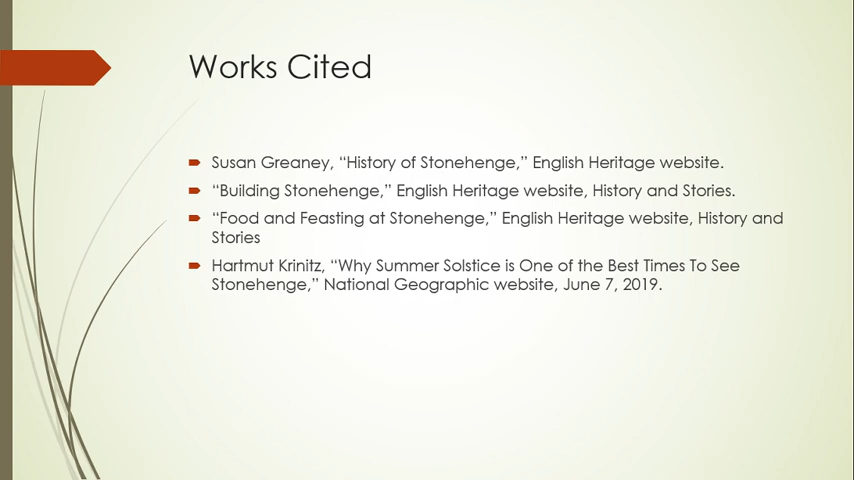 Works Cited
Susan Greaney, “History of Stonehenge,” English Heritage website.
“Building Stonehenge,” English Heritage website, History and Stories.
“Food and Feasting at Stonehenge,” English Heritage website, History and
Stories
Hartmut Krinitz, “Why Summer Solstice is One of the Best Times To See
Stonehenge,” National Geographic website, June 7, 2019.